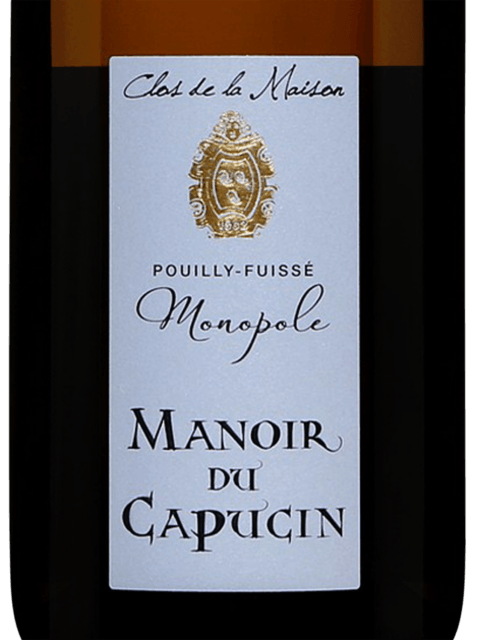 Clos de la Maison
POUILLY-FUISSÉ
Monopole
MANOIR
DU
CAPUCIN